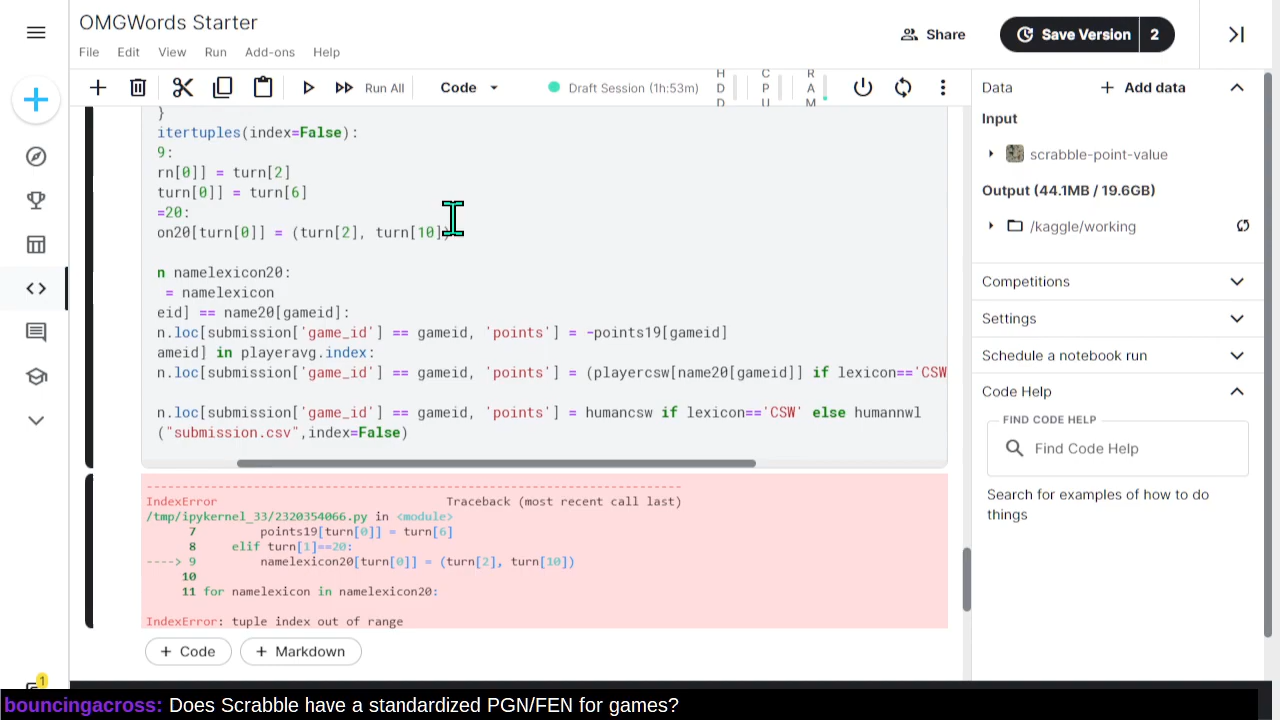 OMGWords Starter
File Edit View Run Add-ons Help
Share
Save Version 2
Run All
Code
Draft Session (1h:53m)
HDD
CPU
RAM
}
itertuples(index=False):
9:
rn[0]] = turn[2]
turn[0]] = turn[6]
=20:
on20[turn[0]] = (turn[2], turn[10])
n namelexicon20:
= namelexicon
eid] == name20[gameid]:
n.loc[submission['game_id'] == gameid, 'points'] = -points19[gameid]
ameid] in playeravg.index:
n.loc[submission['game_id'] == gameid, 'points'] = (playercsw[name20[gameid]] if lexicon=='CSW
n.loc[submission['game_id'] == gameid, 'points'] = humancsw if lexicon=='CSW' else humannwl
("submission.csv",index=False)
---------------------------------------------------------------------------
IndexError Traceback (most recent call last)
/tmp/ipykernel_33/2320354066.py in <module>
7 points19[turn[0]] = turn[6]
8 elif turn[1]==20:
----> 9 namelexicon20[turn[0]] = (turn[2], turn[10])
10
11 for namelexicon in namelexicon20:
IndexError: tuple index out of range
+ Code
+ Markdown
Data
+ Add data
Input
scrabble-point-value
Output (44.1MB / 19.6GB)
/kaggle/working
Competitions
Settings
Schedule a notebook run
Code Help
FIND CODE HELP
Find Code Help
Search for examples of how to do
things
1
bouncingacross: Does Scrabble have a standardized PGN/FEN for games?